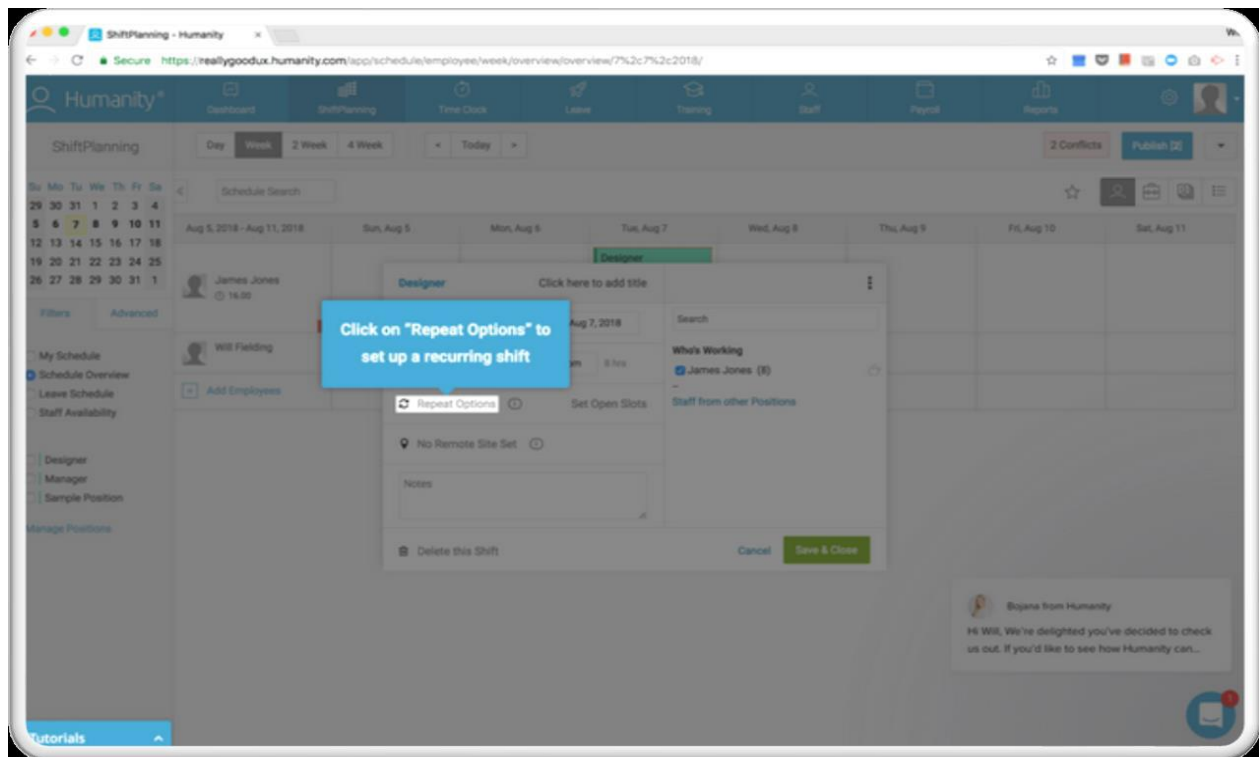 ShiftPlanning - Humanity ×
Secure https://reallygoodux.humanity.com/app/schedule/employee/week/overview/overview/7%2c7%2c2018/
Humanity®
Dashboard ShiftPlanning Time Clock Leave Training Staff Payroll Reports
ShiftPlanning Day Week 2 Week 4 Week < Today > 2 Conflicts Publish [2]
Su Mo Tu We Th Fr Sa
29 30 31 1 2 3 4
5 6 7 8 9 10 11
12 13 14 15 16 17 18
19 20 21 22 23 24 25
26 27 28 29 30 31 1
Schedule Search
Aug 5, 2018 - Aug 11, 2018 Sun, Aug 5 Mon, Aug 6 Tue, Aug 7 Wed, Aug 8 Thu, Aug 9 Fri, Aug 10 Sat, Aug 11
Designer
James Jones
16.00
Will Fielding
+ Add Employees
Filters Advanced
My Schedule
Schedule Overview
Leave Schedule
Staff Availability
Designer
Manager
Sample Position
Manage Positions
Designer Click here to add title
Aug 7, 2018
8 hrs
Click on "Repeat Options" to
set up a recurring shift
Repeat Options Set Open Slots
No Remote Site Set
Notes
Search
Who's Working
James Jones (8)
–
Staff from other Positions
Delete this Shift Cancel Save & Close
Bojana from Humanity
Hi Will, We're delighted you've decided to check
us out. If you'd like to see how Humanity can...
1
Tutorials